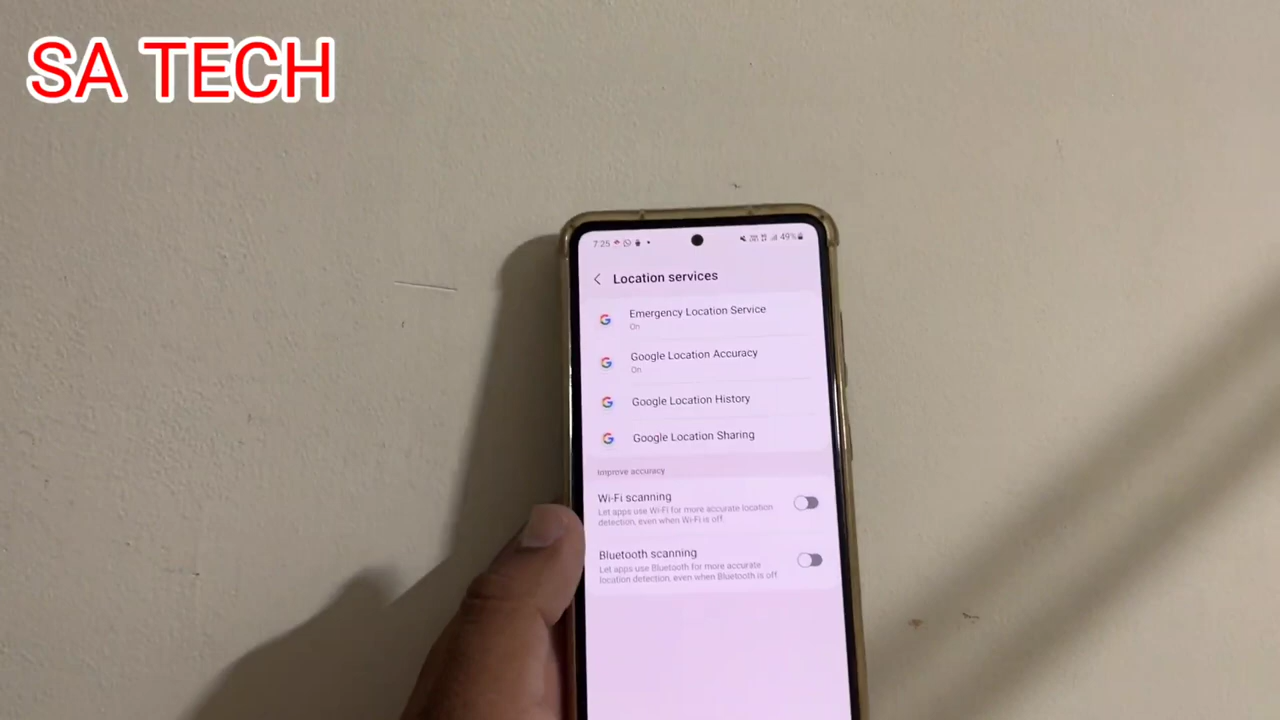 SA TECH
7:25 49%
Location services
Emergency Location Service
On
Google Location Accuracy
On
Google Location History
Google Location Sharing
Improve accuracy
Wi-Fi scanning
Let apps use Wi-Fi for more accurate location
detection, even when Wi-Fi is off.
Bluetooth scanning
Let apps use Bluetooth for more accurate
location detection, even when Bluetooth is off.